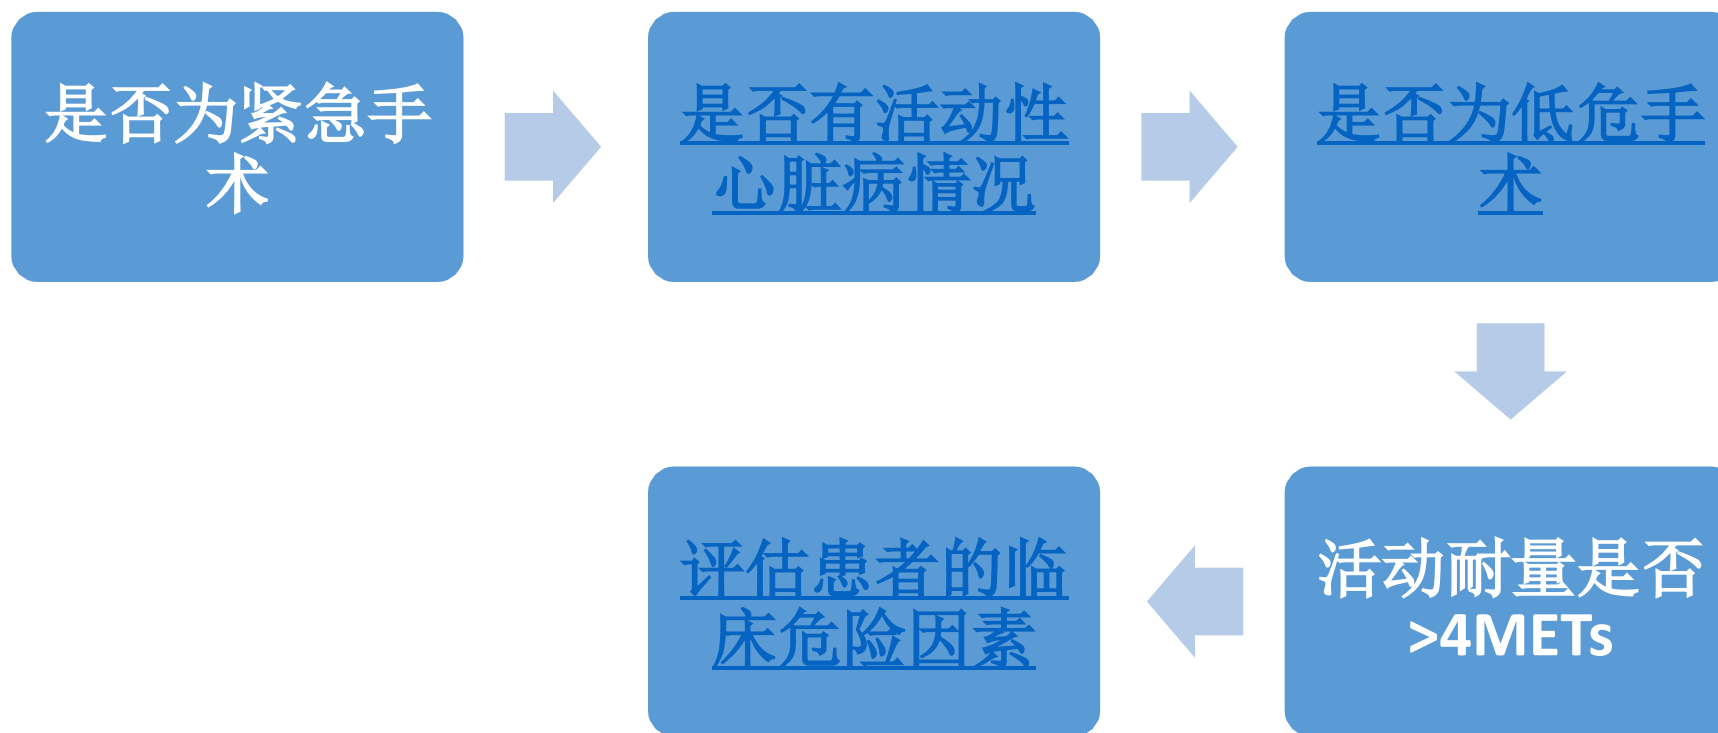 是否为紧急手
术
是否有活动性
心脏病情况
是否为低危手
术
活动耐量是否
>4METs
评估患者的临
床危险因素